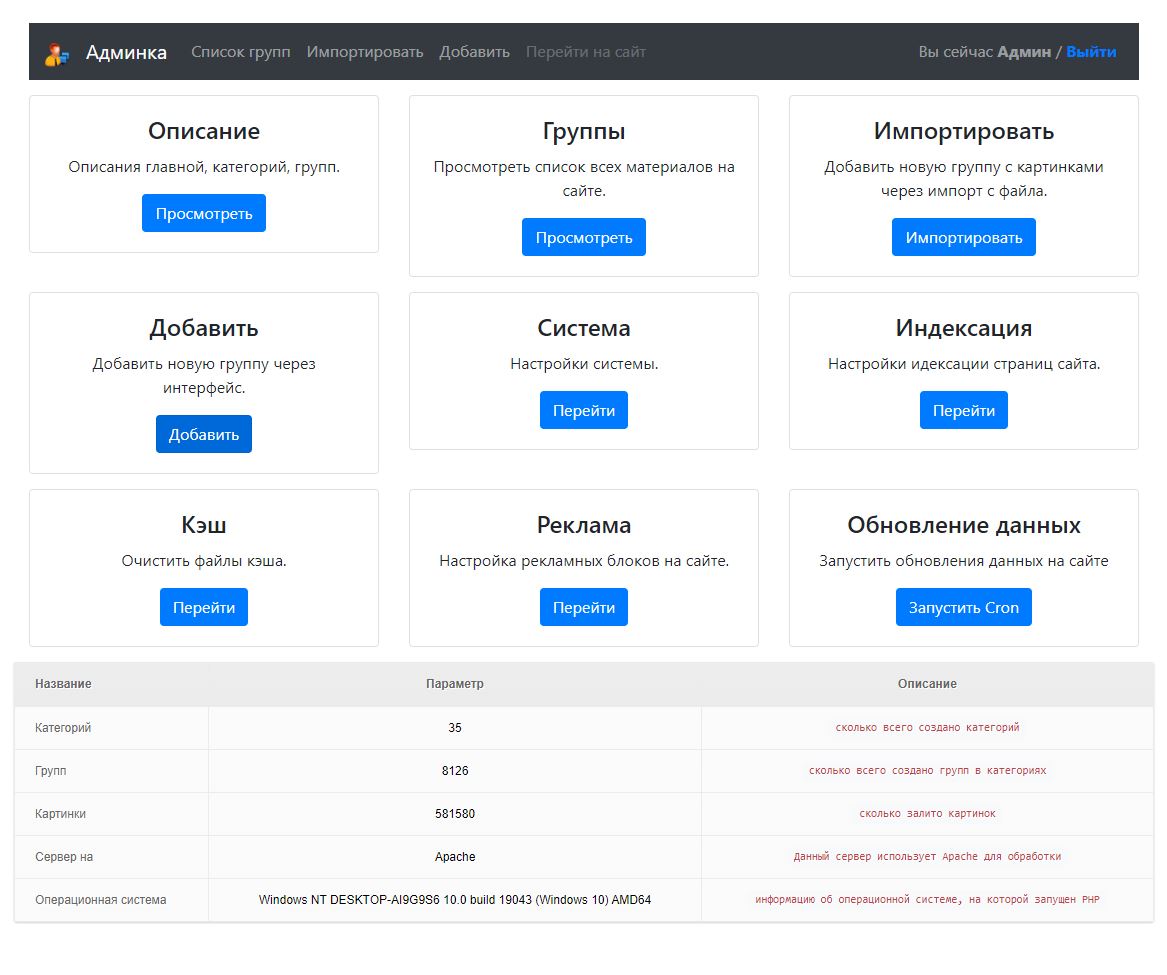 Админка Список групп Импортировать Добавить Перейти на сайт Вы сейчас Админ / Выйти
Описание
Описания главной, категорий, групп.
Просмотреть
Группы
Просмотреть список всех материалов на
сайте.
Просмотреть
Импортировать
Добавить новую группу с картинками
через импорт с файла.
Импортировать
Добавить
Добавить новую группу через
интерфейс.
Добавить
Система
Настройки системы.
Перейти
Индексация
Настройки идексации страниц сайта.
Перейти
Кэш
Очистить файлы кэша.
Перейти
Реклама
Настройка рекламных блоков на сайте.
Перейти
Обновление данных
Запустить обновления данных на сайте
Запустить Cron
Название Параметр Описание
Категорий 35 сколько всего создано категорий
Групп 8126 сколько всего создано групп в категориях
Картинки 581580 сколько залито картинок
Сервер на Apache Данный сервер использует Apache для обработки
Операционная система Windows NT DESKTOP-AI9G9S6 10.0 build 19043 (Windows 10) AMD64 информацию об операционной системе, на которой запущен PHP